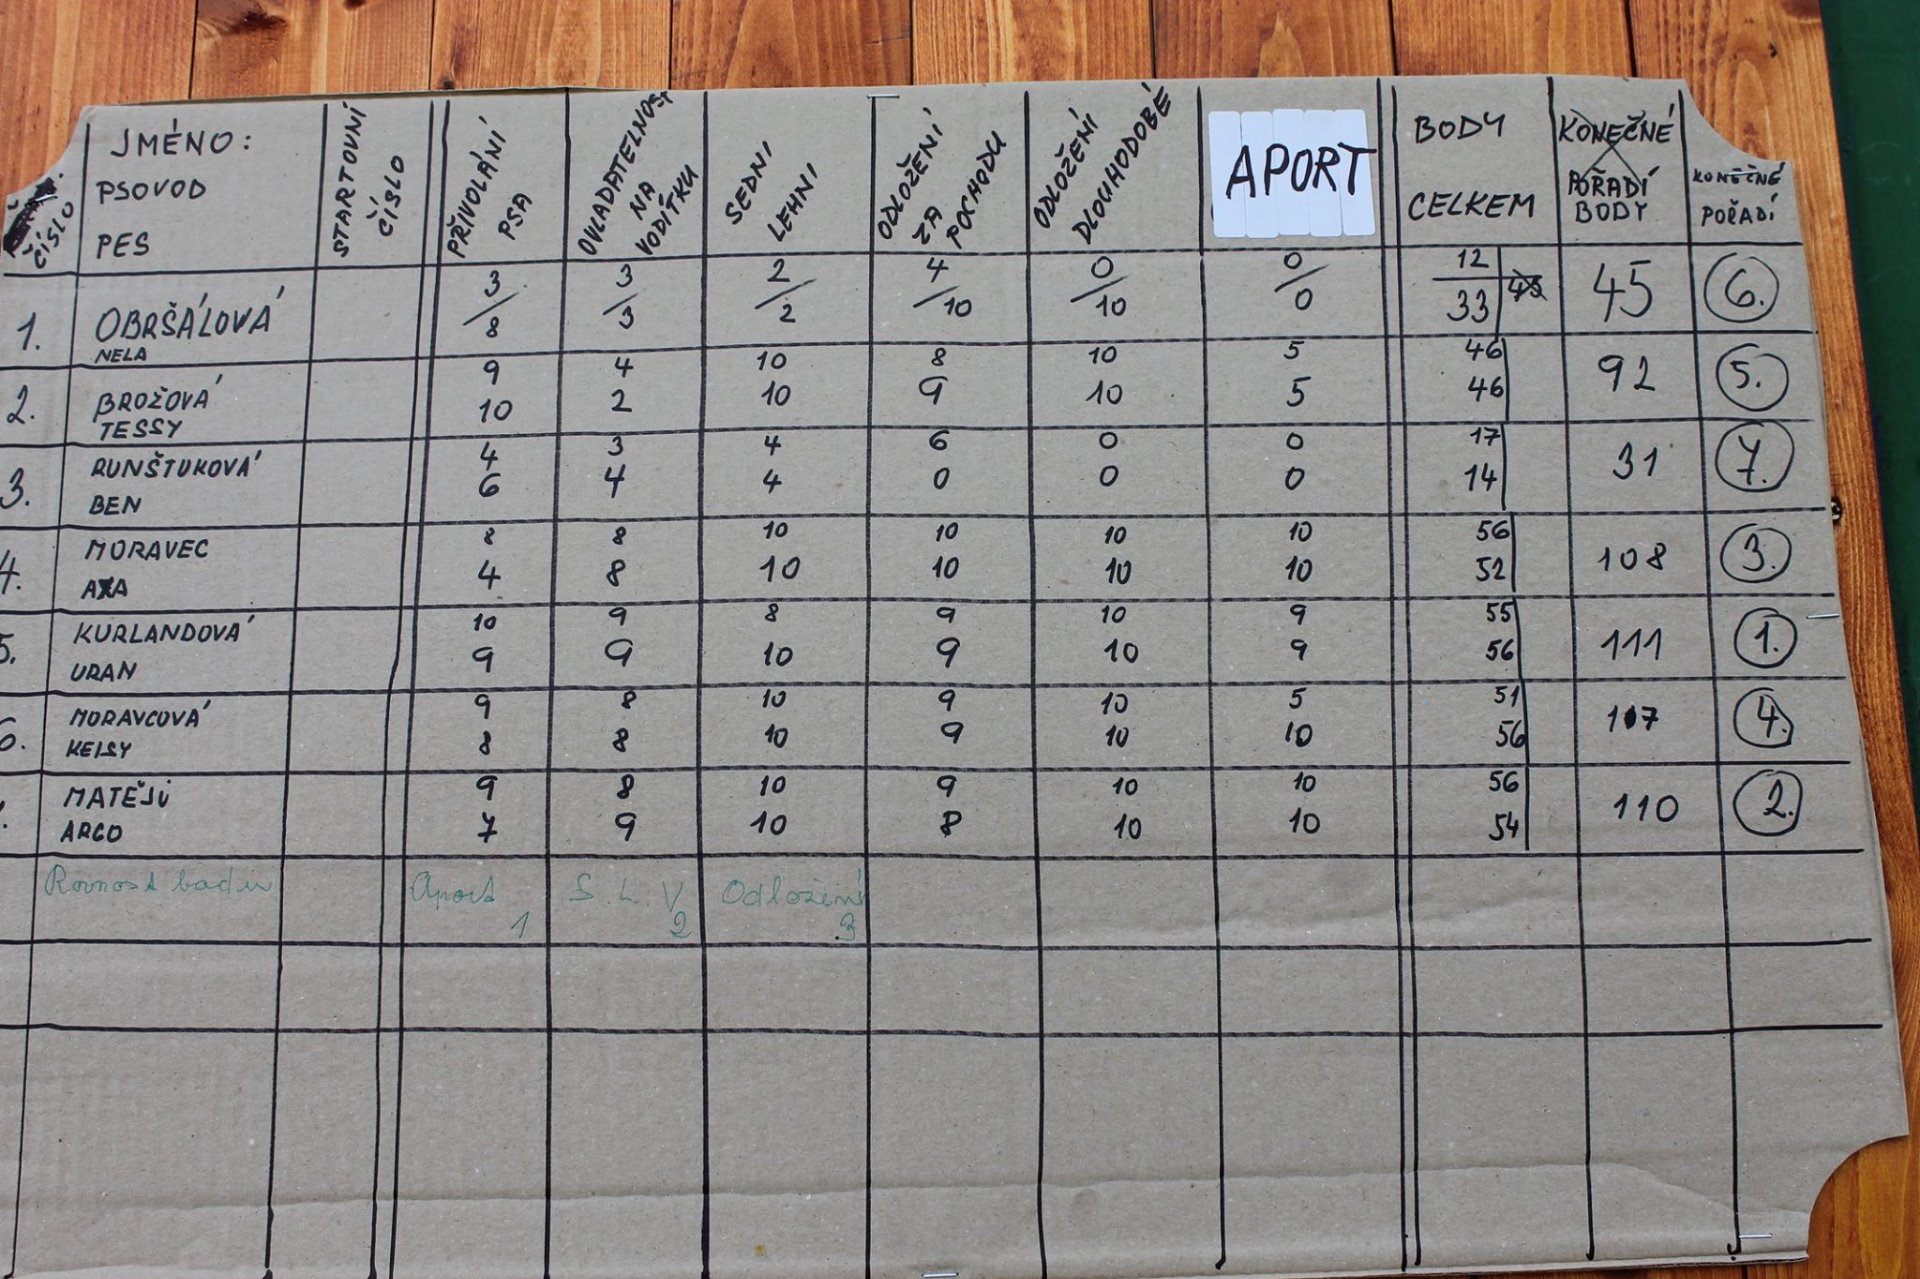 ČÍSLO
JMÉNO:
PSOVOD
PES
STARTOVNÍ
ČÍSLO
PŘIVOLÁNÍ
PSA
OVLADATELNOST
NA
VODÍTKU
SEDNI
LEHNI
ODLOŽENÍ
ZA
POCHODU
ODLOŽENÍ
DLOUHODOBÉ
APORT
BODY
CELKEM
KONEČNÉ
POŘADÍ
BODY
KONEČNÉ
POŘADÍ
1. OBRŠÁLOVÁ 3 3 2 4 0 0 12 45 45 6.
NELA 8 3 2 10 10 0 33
2. BROŽOVÁ 9 4 10 8 10 5 46 92 5.
TESSY 10 2 10 9 10 5 46
3. RUNŠTUKOVÁ 4 3 4 6 0 0 17 31 7.
BEN 6 4 4 0 0 0 14
4. MORAVEC 8 8 10 10 10 10 56 108 3.
AXA 4 8 10 10 10 10 52
5. KURLANDOVÁ 10 9 8 9 10 9 55 111 1.
URAN 9 9 10 9 10 9 56
6. MORAVCOVÁ 9 8 10 9 10 5 51 107 4.
KEISY 8 8 10 9 10 10 56
MATĚJŮ 9 8 10 9 10 10 56 110 2.
ARGO 7 9 10 8 10 10 54
Rovnost bodů Aport S.L.V Odložení
1 2 3